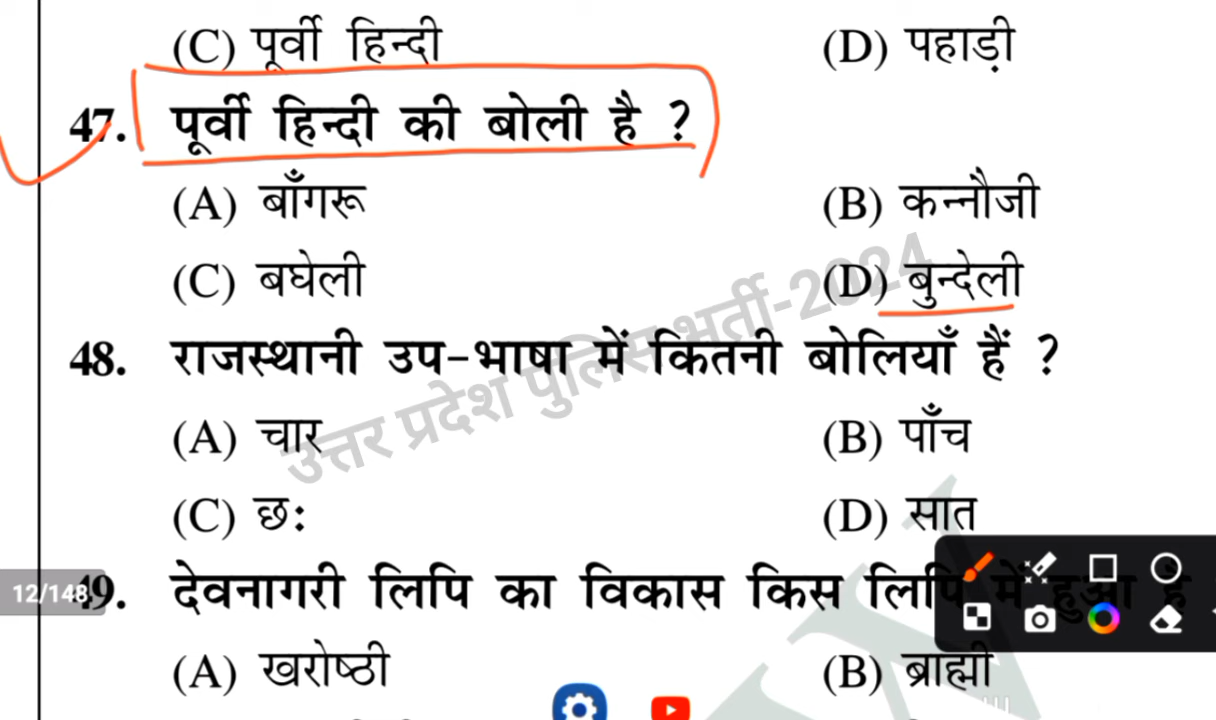 (C) पूर्वी हिन्दी (D) पहाड़ी
47. पूर्वी हिन्दी की बोली है ?
(A) बाँगरू (B) कन्नौजी
(C) बघेली (D) बुन्देली
उत्तर प्रदेश पुलिस भर्ती-2024
48. राजस्थानी उप-भाषा में कितनी बोलियाँ हैं ?
(A) चार (B) पाँच
(C) छः (D) सात
12/148
49. देवनागरी लिपि का विकास किस लिपि में हुआ है
(A) खरोष्ठी (B) ब्राह्मी